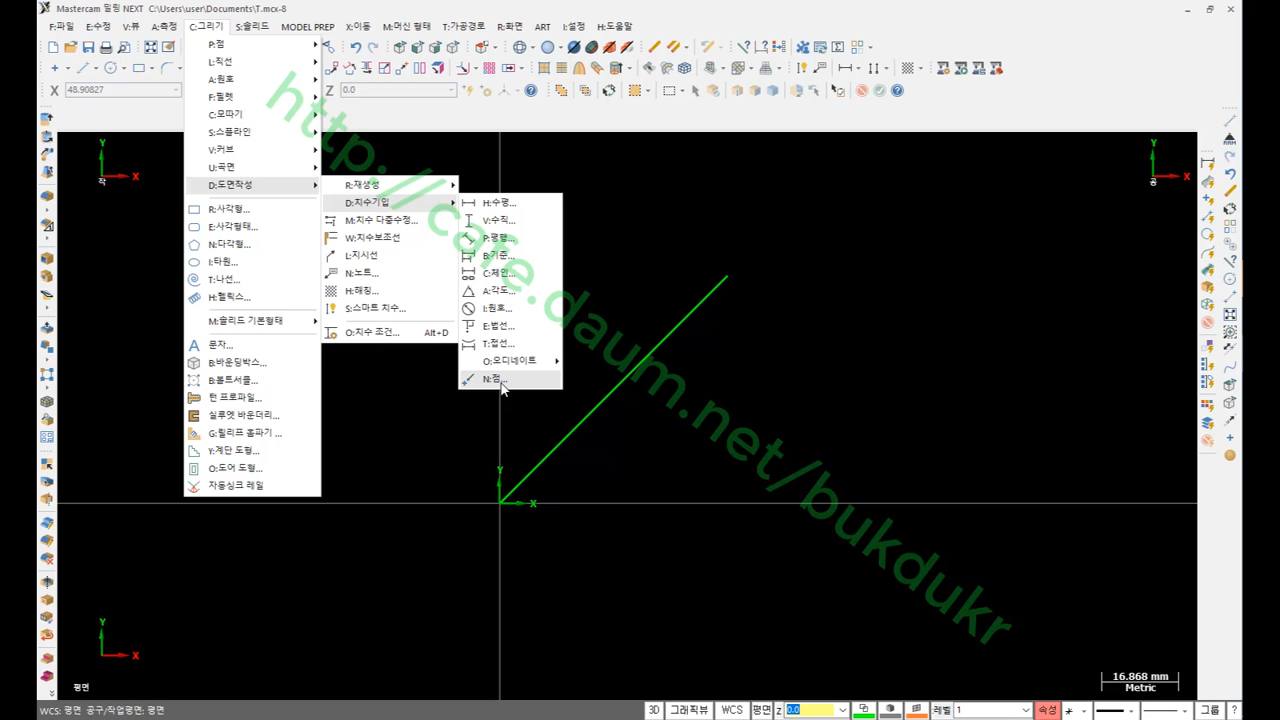 Mastercam 밀링 NEXT C:\Users\user\Documents\T.mcx-8
F:파일 E:수정 V:뷰 A:측정 C:그리기 S:솔리드 MODEL PREP X:이동 M:머신 형태 T:가공경로 R:화면 ART I:설정 H:도움말
X 48.90827 Z 0.0
P:점
L:직선
A:원호
F:필렛
C:모따기
S:스플라인
V:커브
U:곡면
D:도면작성
R:사각형...
E:사각형태...
N:다각형...
I:타원...
T:나선...
H:헬릭스...
M:솔리드 기본형태
문자...
B:바운딩박스...
B:볼트서클...
턴 프로파일...
실루엣 바운더리...
G:릴리프 홈파기 ...
Y:계단 도형...
O:도어 도형...
자동싱크 레일
R:재생성
D:치수기입
M:치수 다중수정...
W:치수보조선
L:지시선
N:노트...
H:해칭...
S:스마트 치수...
O:치수 조건... Alt+D
H:수평...
V:수직...
P:평행...
B:기준...
C:체인...
A:각도...
I:원호...
E:법선...
T:접선...
O:오디네이트
N:점...
http://cafe.daum.net/bukdukr
Y
X
작
Y
X
공
Y
X
Y
X
평면
16.868 mm
Metric
WCS: 평면 공구/작업평면: 평면
3D 그래픽뷰 WCS 평면 Z 0.0 레벨 1 속성 그룹 ?